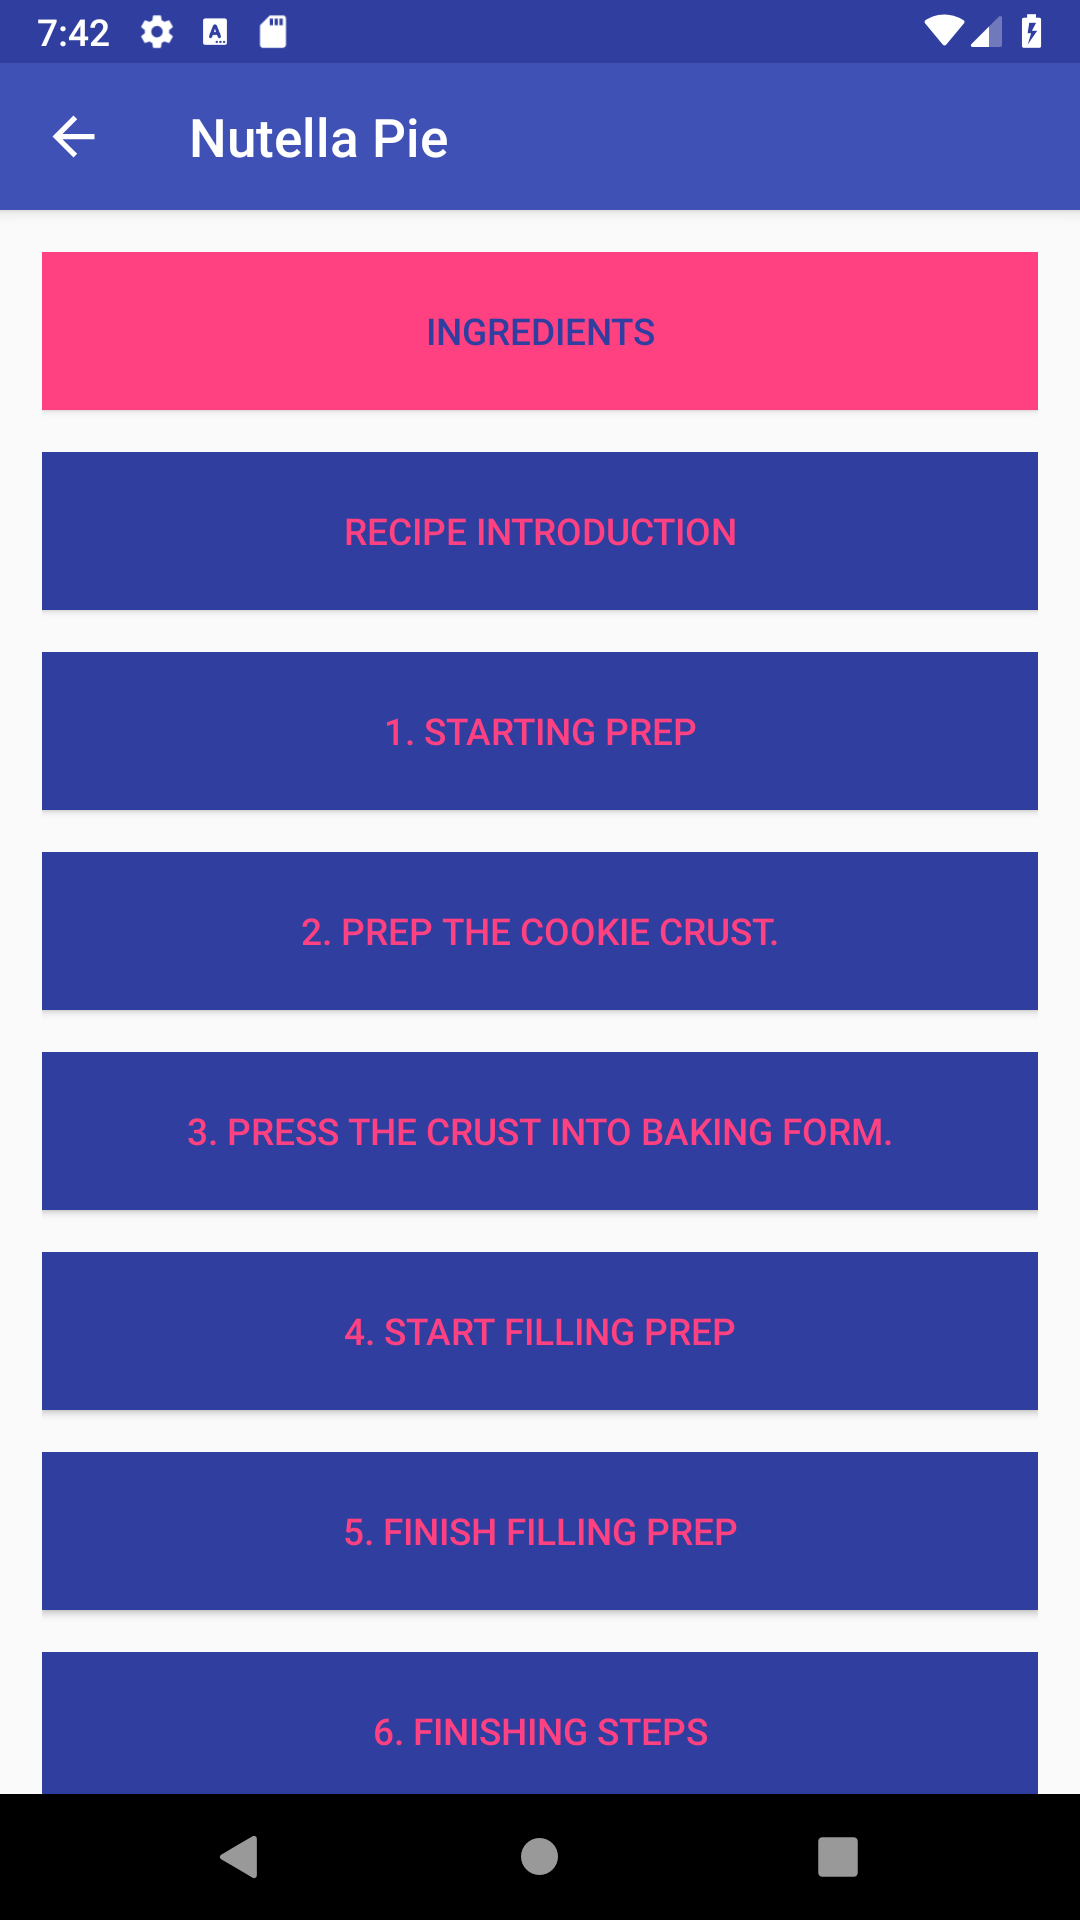 7:42
Nutella Pie
INGREDIENTS
RECIPE INTRODUCTION
1. STARTING PREP
2. PREP THE COOKIE CRUST.
3. PRESS THE CRUST INTO BAKING FORM.
4. START FILLING PREP
5. FINISH FILLING PREP
6. FINISHING STEPS